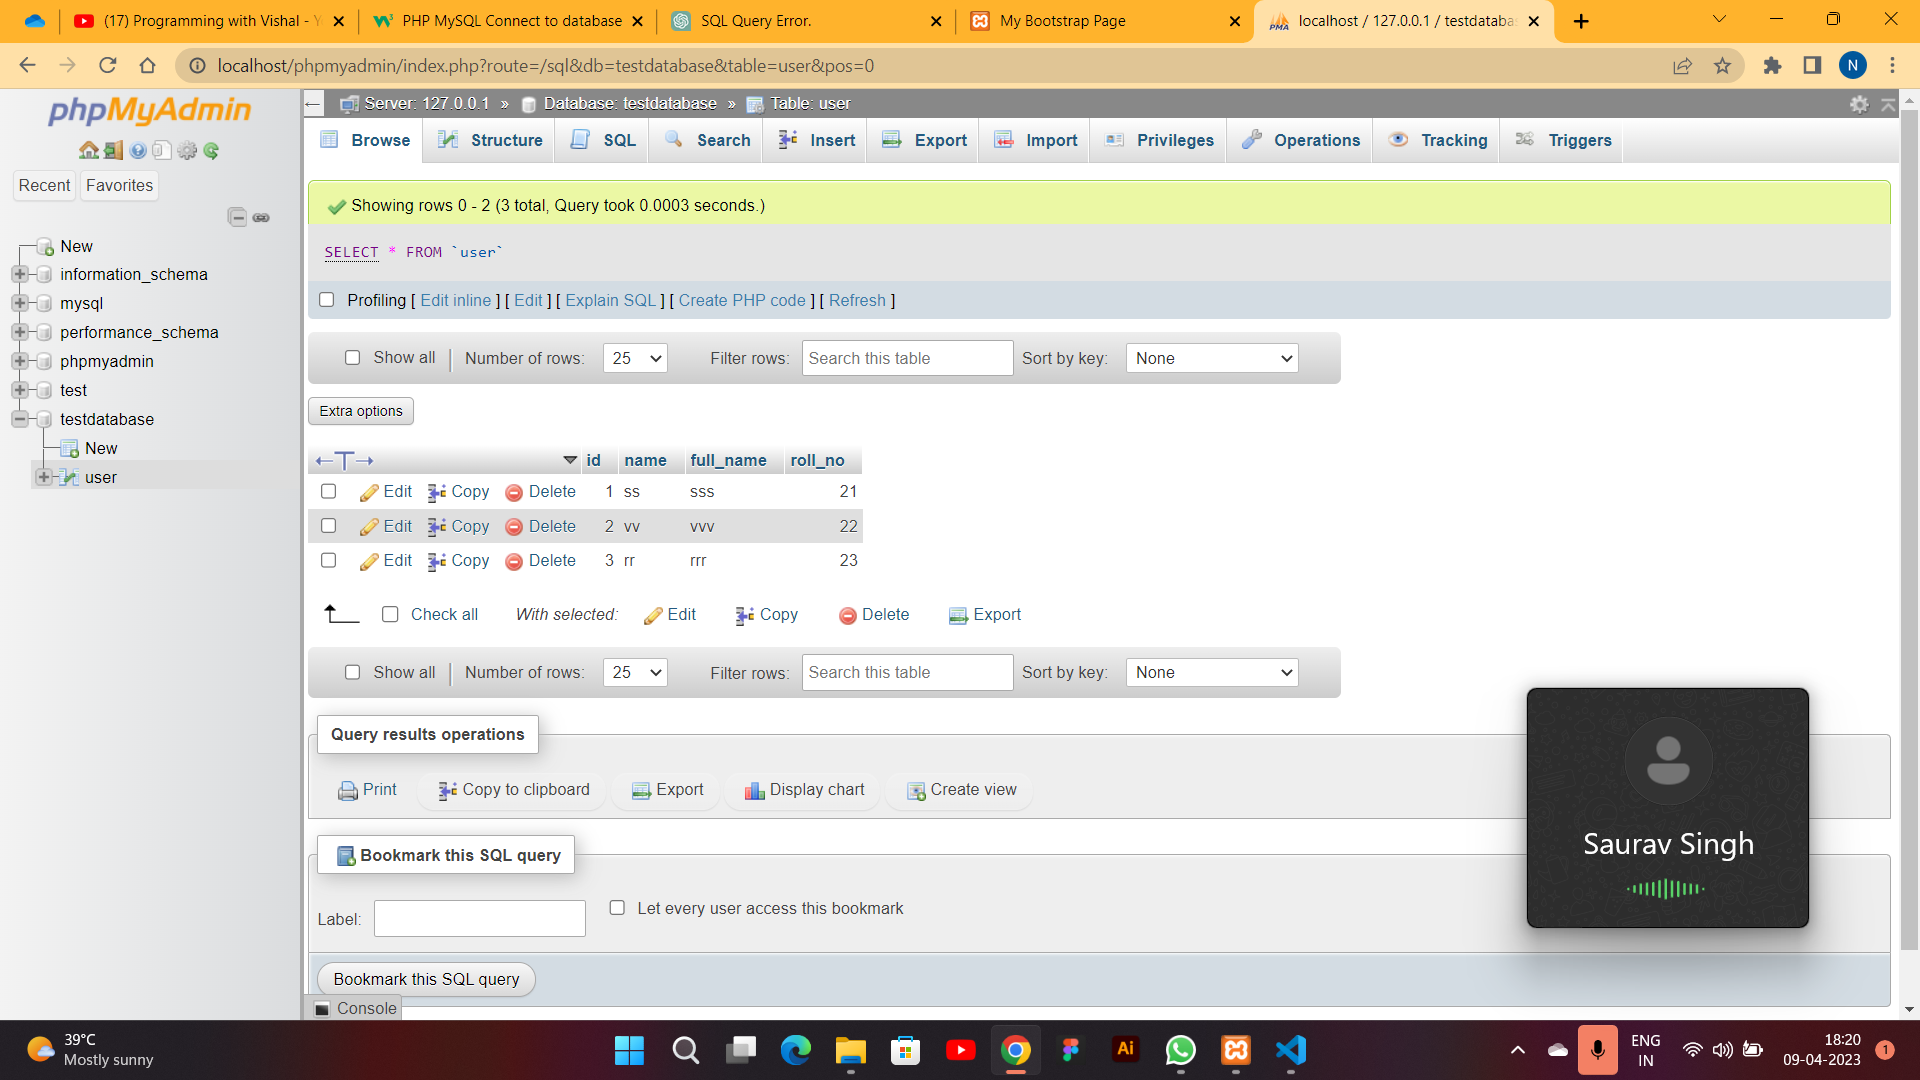 (17) Programming with Vishal - Y
PHP MySQL Connect to database
SQL Query Error.
My Bootstrap Page
PMA localhost / 127.0.0.1 / testdataba
localhost/phpmyadmin/index.php?route=/sql&db=testdatabase&table=user&pos=0
N
phpMyAdmin
Recent Favorites
New
information_schema
mysql
performance_schema
phpmyadmin
test
testdatabase
New
user
Server: 127.0.0.1 » Database: testdatabase » Table: user
Browse Structure SQL Search Insert Export Import Privileges Operations Tracking Triggers
Showing rows 0 - 2 (3 total, Query took 0.0003 seconds.)
SELECT * FROM `user`
Profiling [ Edit inline ] [ Edit ] [ Explain SQL ] [ Create PHP code ] [ Refresh ]
Show all | Number of rows: 25 Filter rows: Search this table Sort by key: None
Extra options
←T→ id name full_name roll_no
Edit Copy Delete 1 ss sss 21
Edit Copy Delete 2 vv vvv 22
Edit Copy Delete 3 rr rrr 23
Check all With selected: Edit Copy Delete Export
Show all | Number of rows: 25 Filter rows: Search this table Sort by key: None
Query results operations
Print Copy to clipboard Export Display chart Create view
Bookmark this SQL query
Label: Let every user access this bookmark
Bookmark this SQL query
Console
Saurav Singh
39°C
Mostly sunny
Ai
ENG
IN
18:20
09-04-2023
1